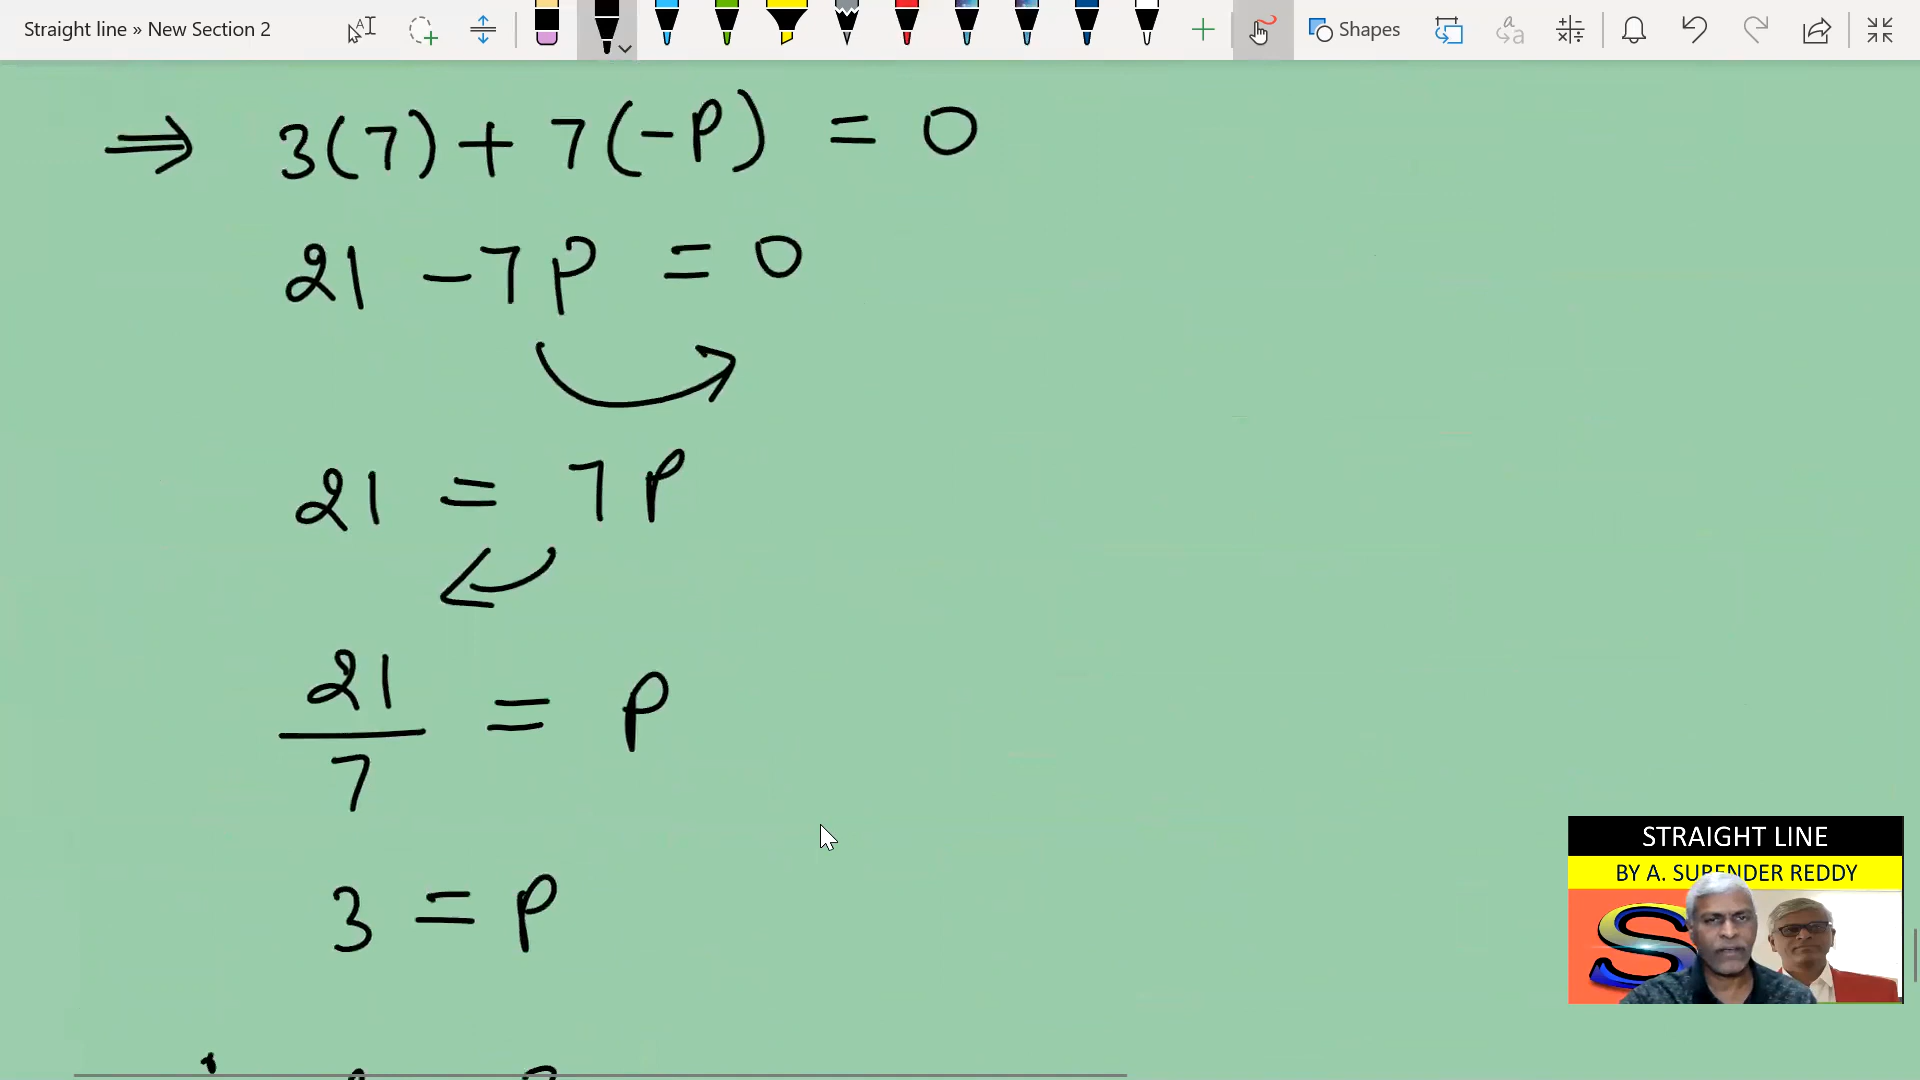 Straight line » New Section 2
Shapes
⇒ 3(7) + 7(-P) = 0
21 - 7P = 0
21 = 7P
21/7 = P
3 = P
STRAIGHT LINE
BY A. SURENDER REDDY
S